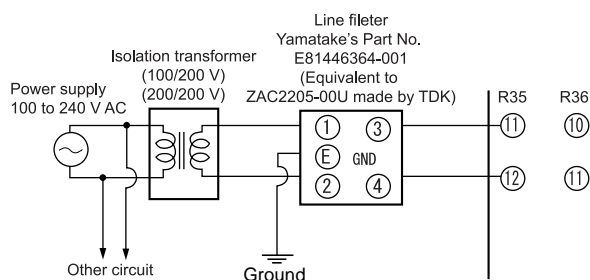 Line fileter
Yamatake's Part No.
E81446364-001
(Equivalent to
ZAC2205-00U made by TDK)
Isolation transformer
(100/200 V)
(200/200 V)
Power supply
100 to 240 V AC
R35
R36
1
3
11
10
E
GND
2
4
12
11
Other circuit
Ground